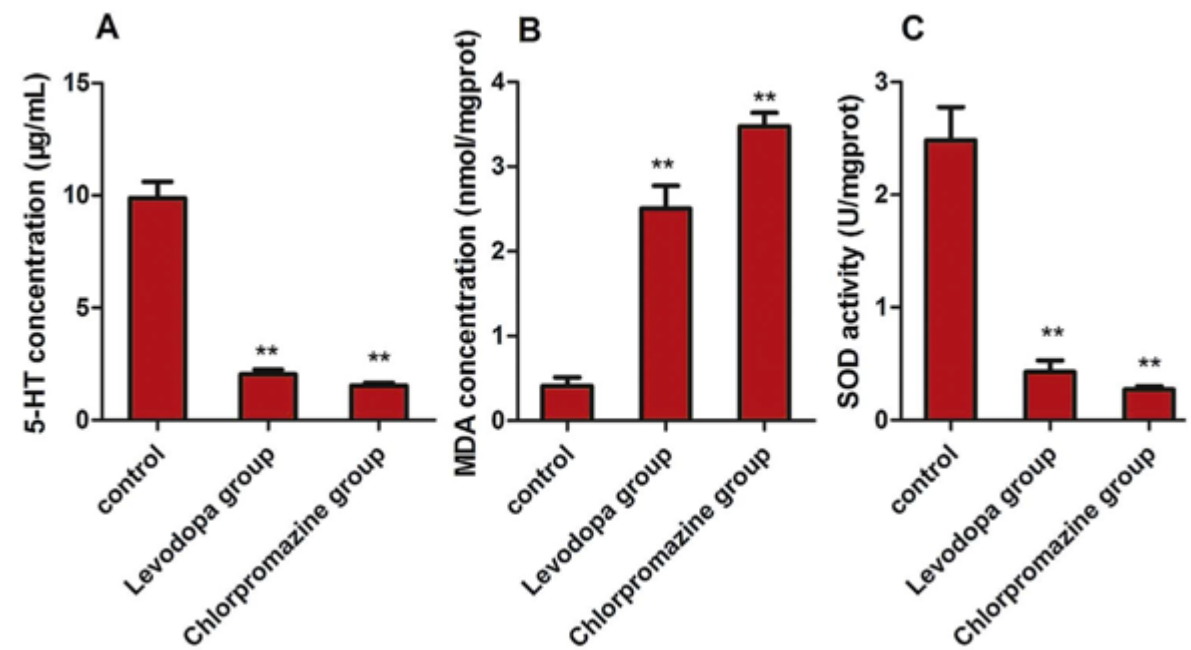 A
5-HT concentration (µg/mL)
15
10
5
0
**
**
control
Levodopa group
Chlorpromazine group
B
MDA concentration (nmol/mgprot)
4
3
2
1
0
**
**
control
Levodopa group
Chlorpromazine group
C
SOD activity (U/mgprot)
3
2
1
0
**
**
control
Levodopa group
Chlorpromazine group